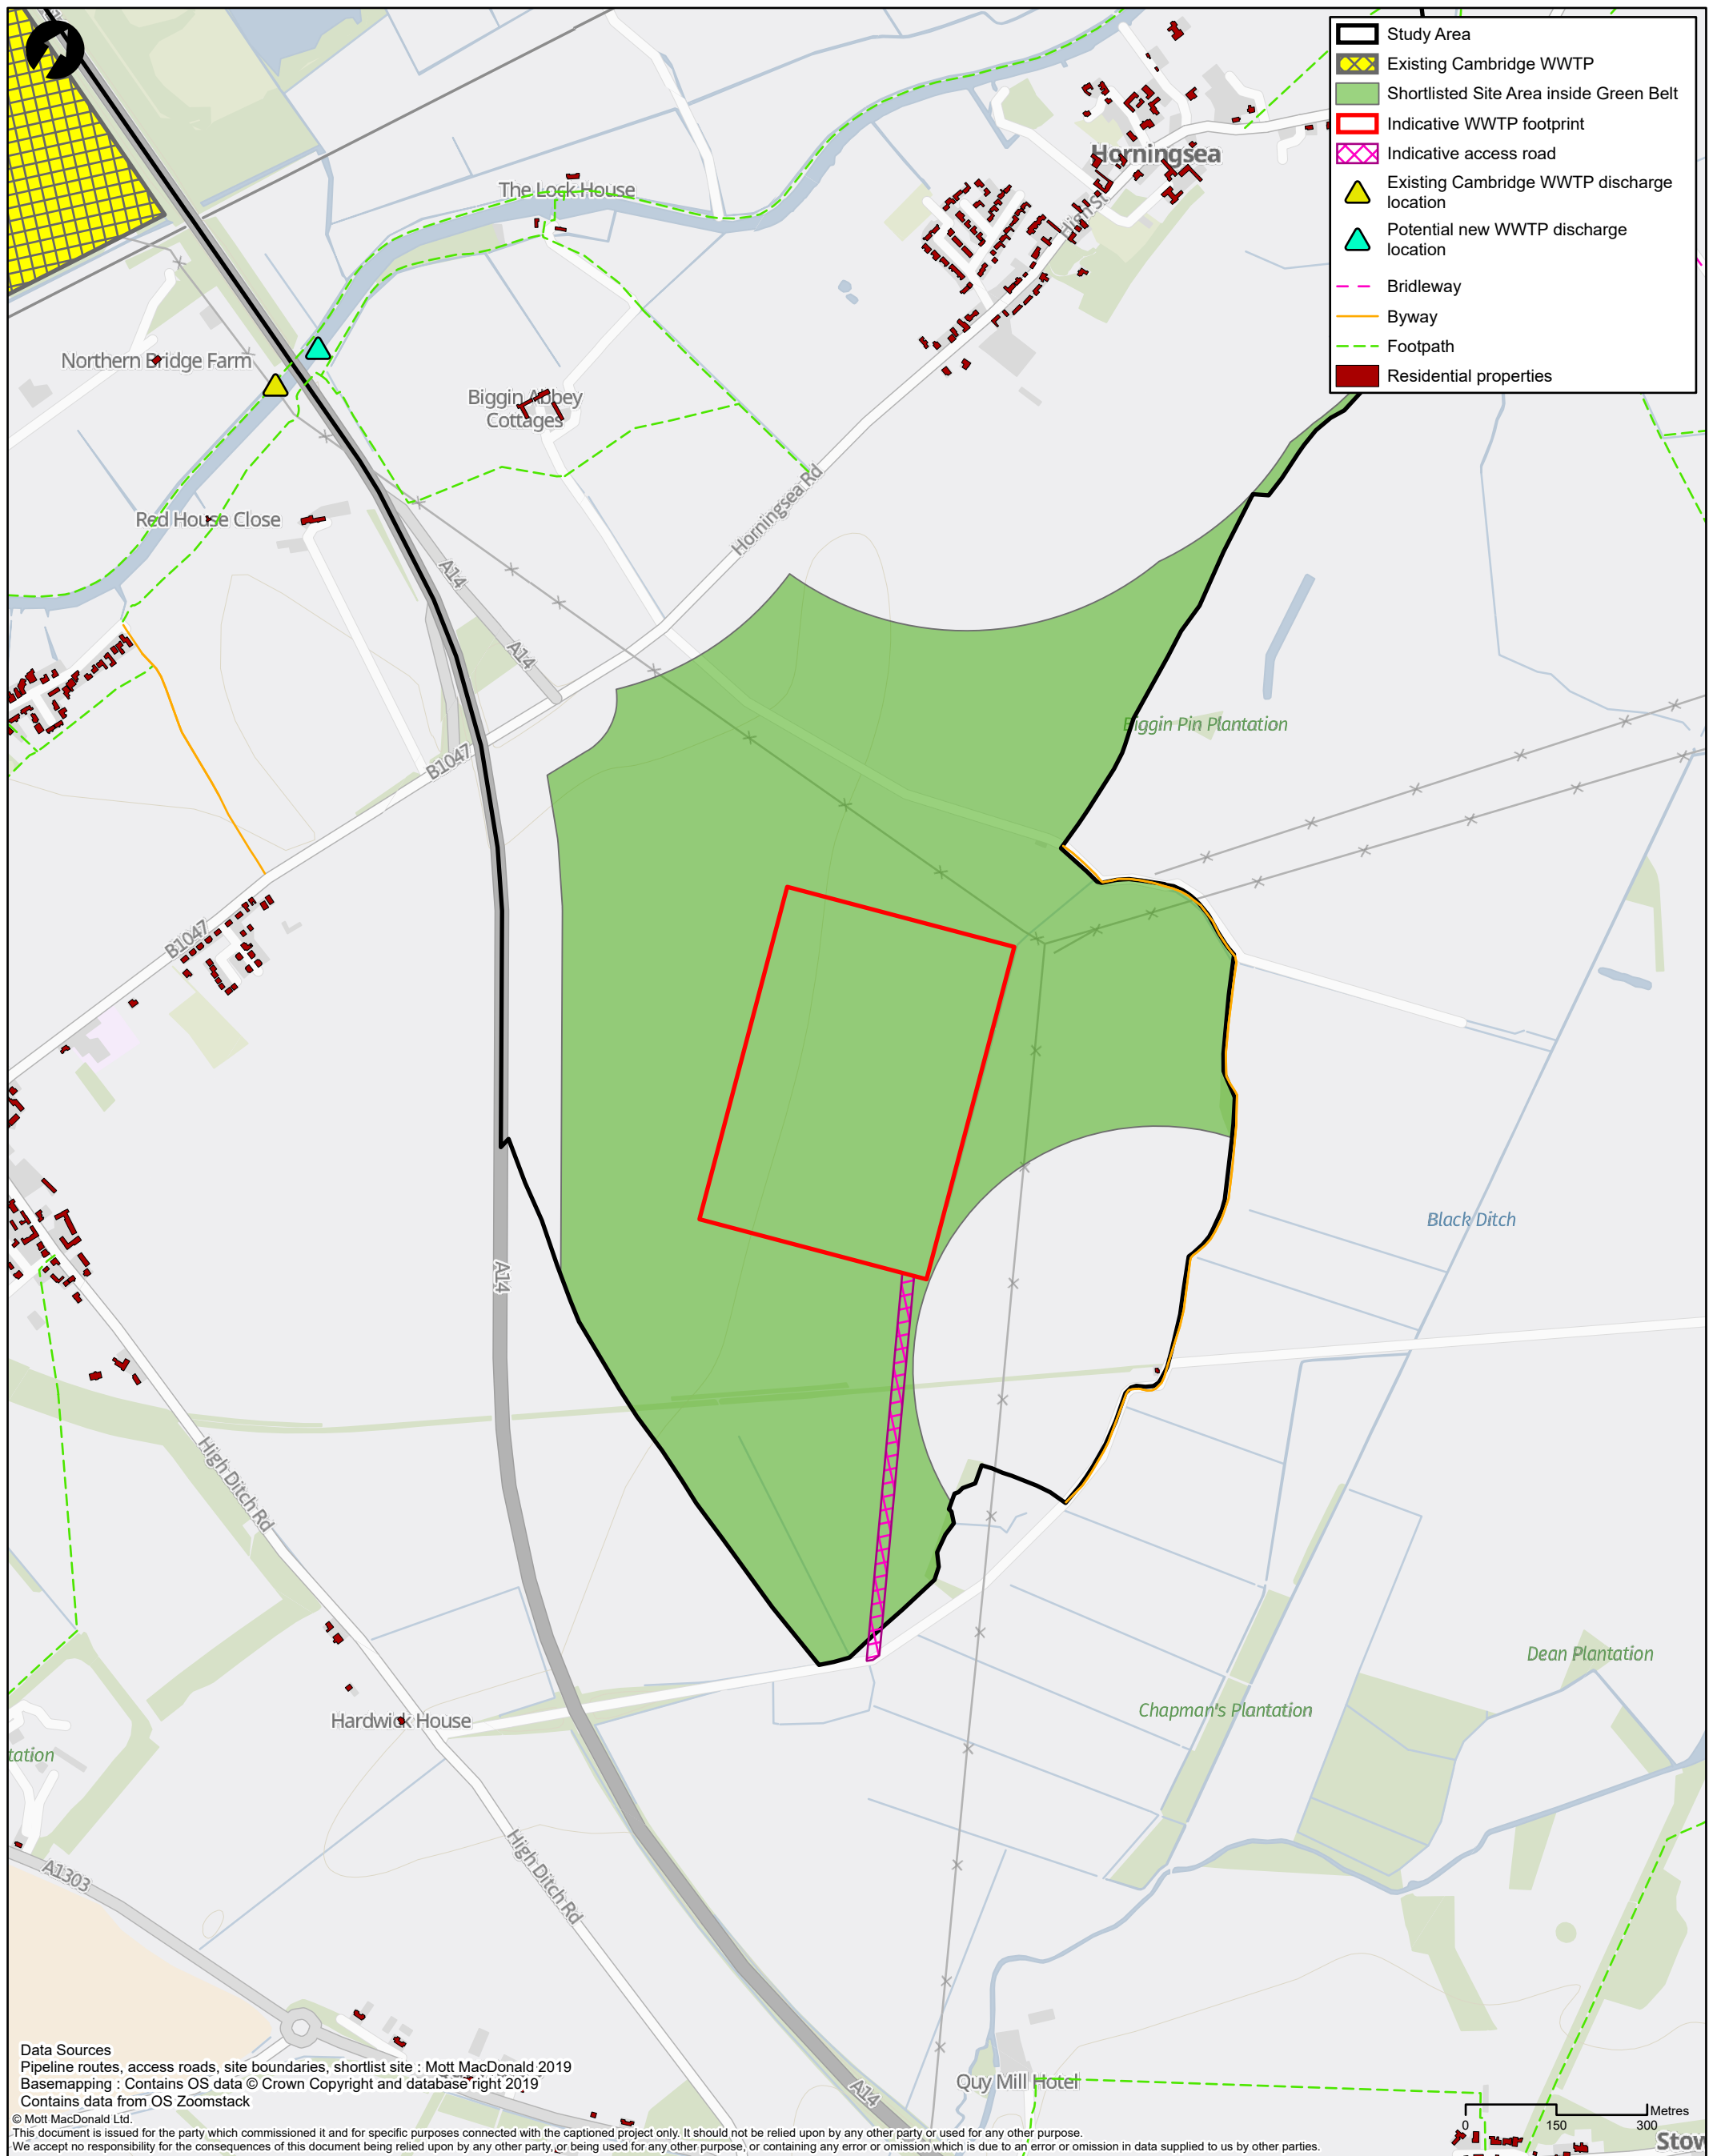 Study Area
Existing Cambridge WWTP
Shortlisted Site Area inside Green Belt
Indicative WWTP footprint
Indicative access road
Existing Cambridge WWTP discharge
location
Potential new WWTP discharge
location
Bridleway
Byway
Footpath
Residential properties
Horningsea
High St
The Lock House
Northern Bridge Farm
Biggin Abbey
Cottages
Horningsea Rd
Red House Close
A14
A14
B1047
Biggin Pin Plantation
B1047
Black Ditch
A14
High Ditch Rd
Dean Plantation
Chapman's Plantation
Hardwick House
tation
High Ditch Rd
A1303
Quy Mill Hotel
A14
Stow
Metres
0 150 300
Data Sources
Pipeline routes, access roads, site boundaries, shortlist site : Mott MacDonald 2019
Basemapping : Contains OS data © Crown Copyright and database right 2019
Contains data from OS Zoomstack
© Mott MacDonald Ltd.
This document is issued for the party which commissioned it and for specific purposes connected with the captioned project only. It should not be relied upon by any other party or used for any other purpose.
We accept no responsibility for the consequences of this document being relied upon by any other party, or being used for any other purpose, or containing any error or omission which is due to an error or omission in data supplied to us by other parties.